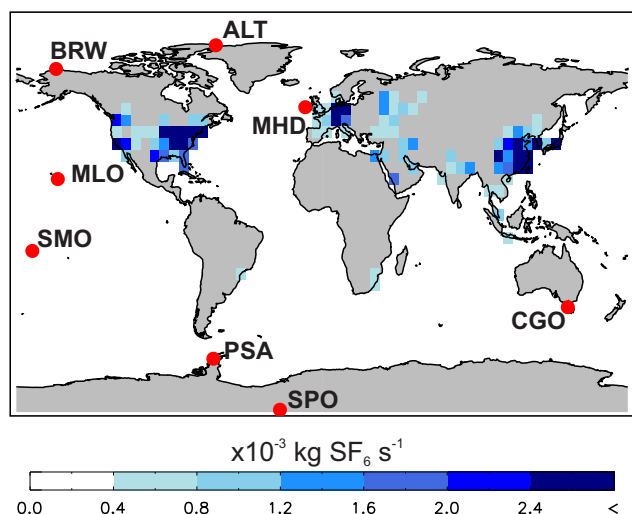 ALT
BRW
MHD
MLO
SMO
CGO
PSA
SPO
x10⁻³ kg SF₆ s⁻¹
0.0 0.4 0.8 1.2 1.6 2.0 2.4 <